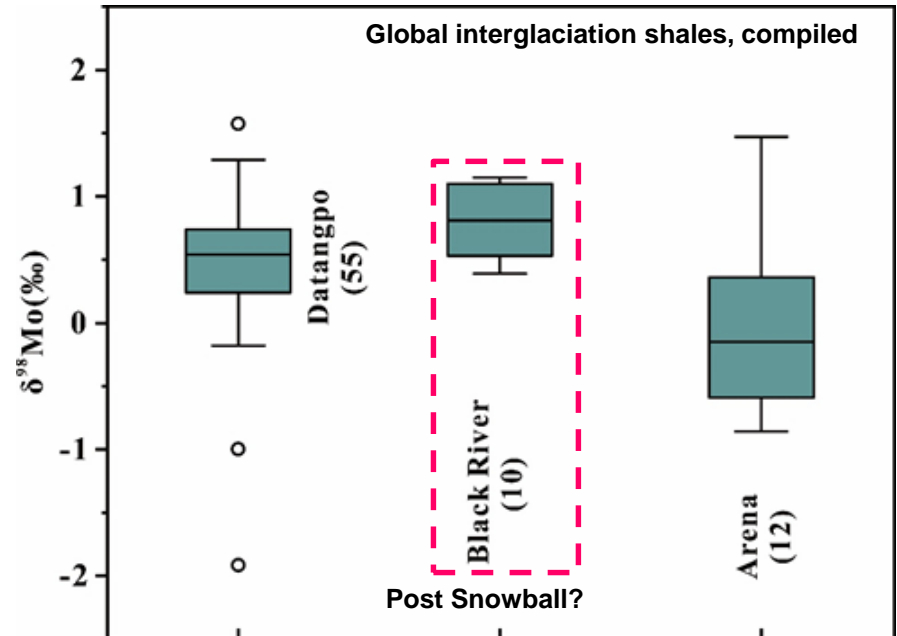 Global interglaciation shales, compiled
2
1
0
-1
-2
δ⁹⁸Mo(‰)
Datangpo
(55)
Black River
(10)
Arena
(12)
Post Snowball?